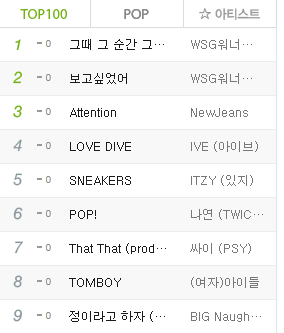 TOP100 POP ☆ 아티스트
1 - 0 그때 그 순간 그··· WSG워너···
2 - 0 보고싶었어 WSG워너···
3 - 0 Attention NewJeans
4 - 0 LOVE DIVE IVE (아이브)
5 - 0 SNEAKERS ITZY (있지)
6 - 0 POP! 나연 (TWIC···
7 - 0 That That (prod··· 싸이 (PSY)
8 - 0 TOMBOY (여자)아이들
9 - 0 정이라고 하자 (··· BIG Naugh···